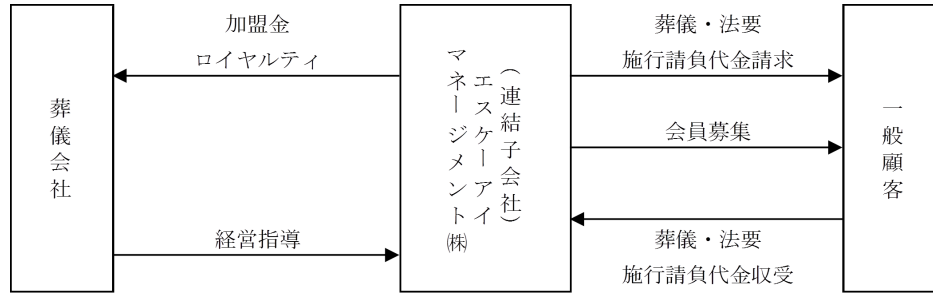 加盟金
ロイヤルティ
葬儀会社
経営指導
(連結子会社)
エスケーアイ
マネージメント㈱
葬儀・法要
施行請負代金請求
会員募集
葬儀・法要
施行請負代金収受
一般顧客